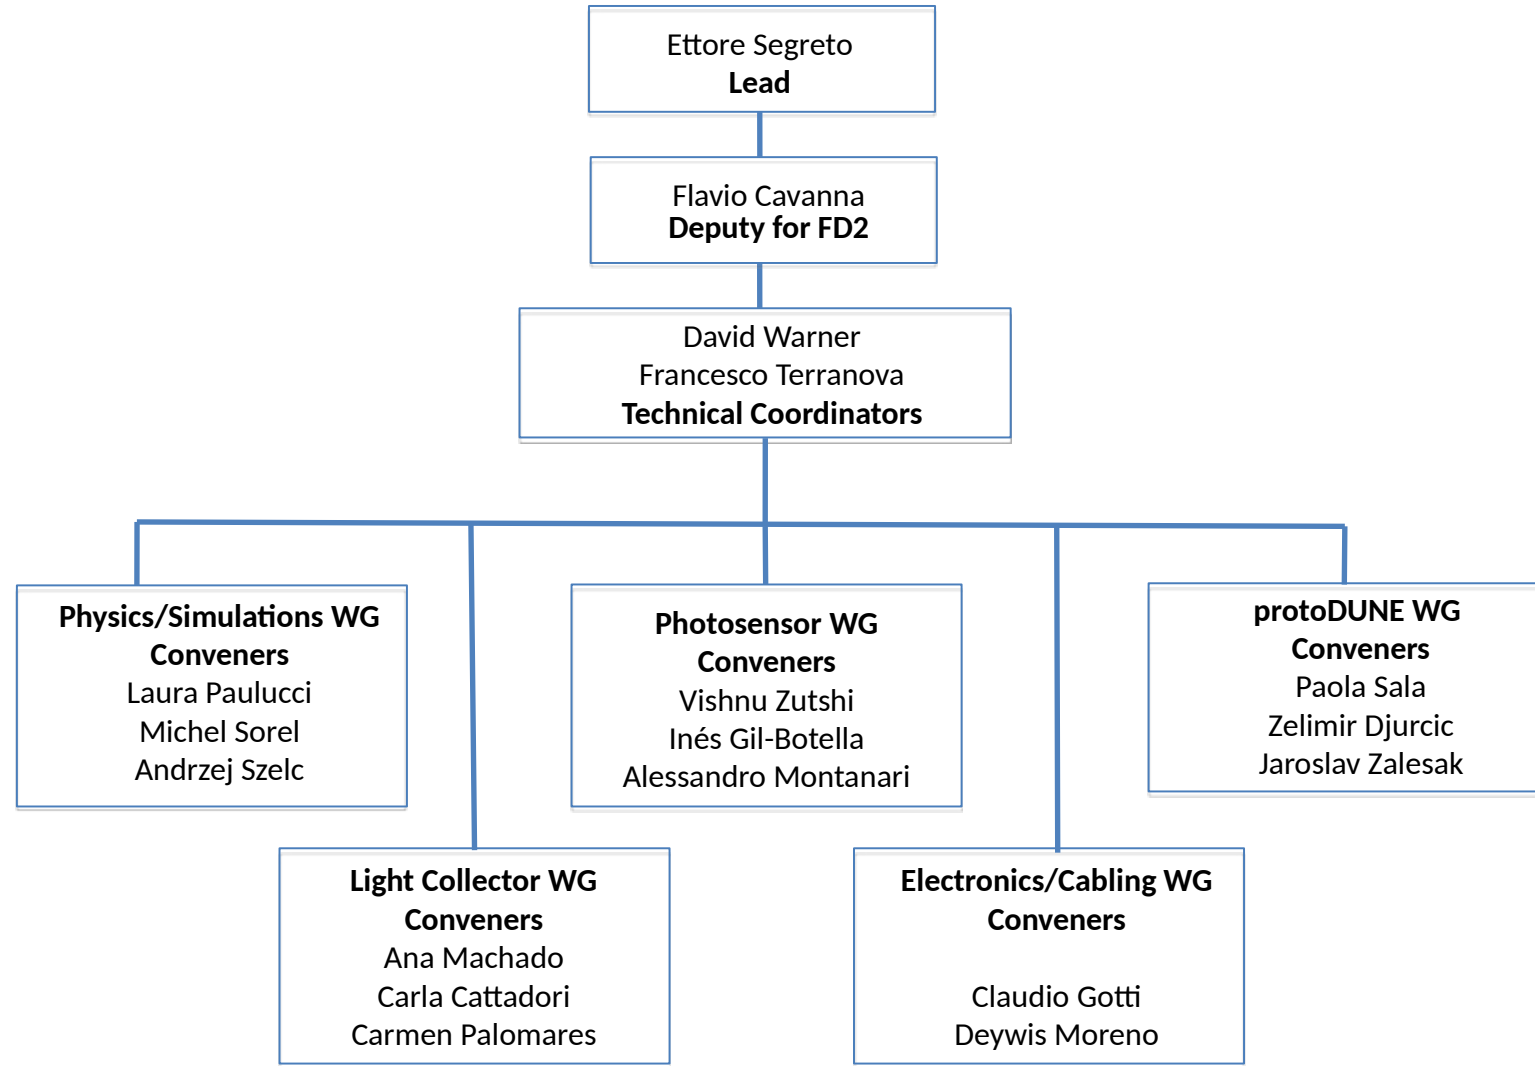 Ettore Segreto
Lead
Flavio Cavanna
Deputy for FD2
David Warner
Francesco Terranova
Technical Coordinators
Physics/Simulations WG
Conveners
Laura Paulucci
Michel Sorel
Andrzej Szelc
Photosensor WG
Conveners
Vishnu Zutshi
Inés Gil-Botella
Alessandro Montanari
protoDUNE WG
Conveners
Paola Sala
Zelimir Djurcic
Jaroslav Zalesak
Light Collector WG
Conveners
Ana Machado
Carla Cattadori
Carmen Palomares
Electronics/Cabling WG
Conveners
Claudio Gotti
Deywis Moreno